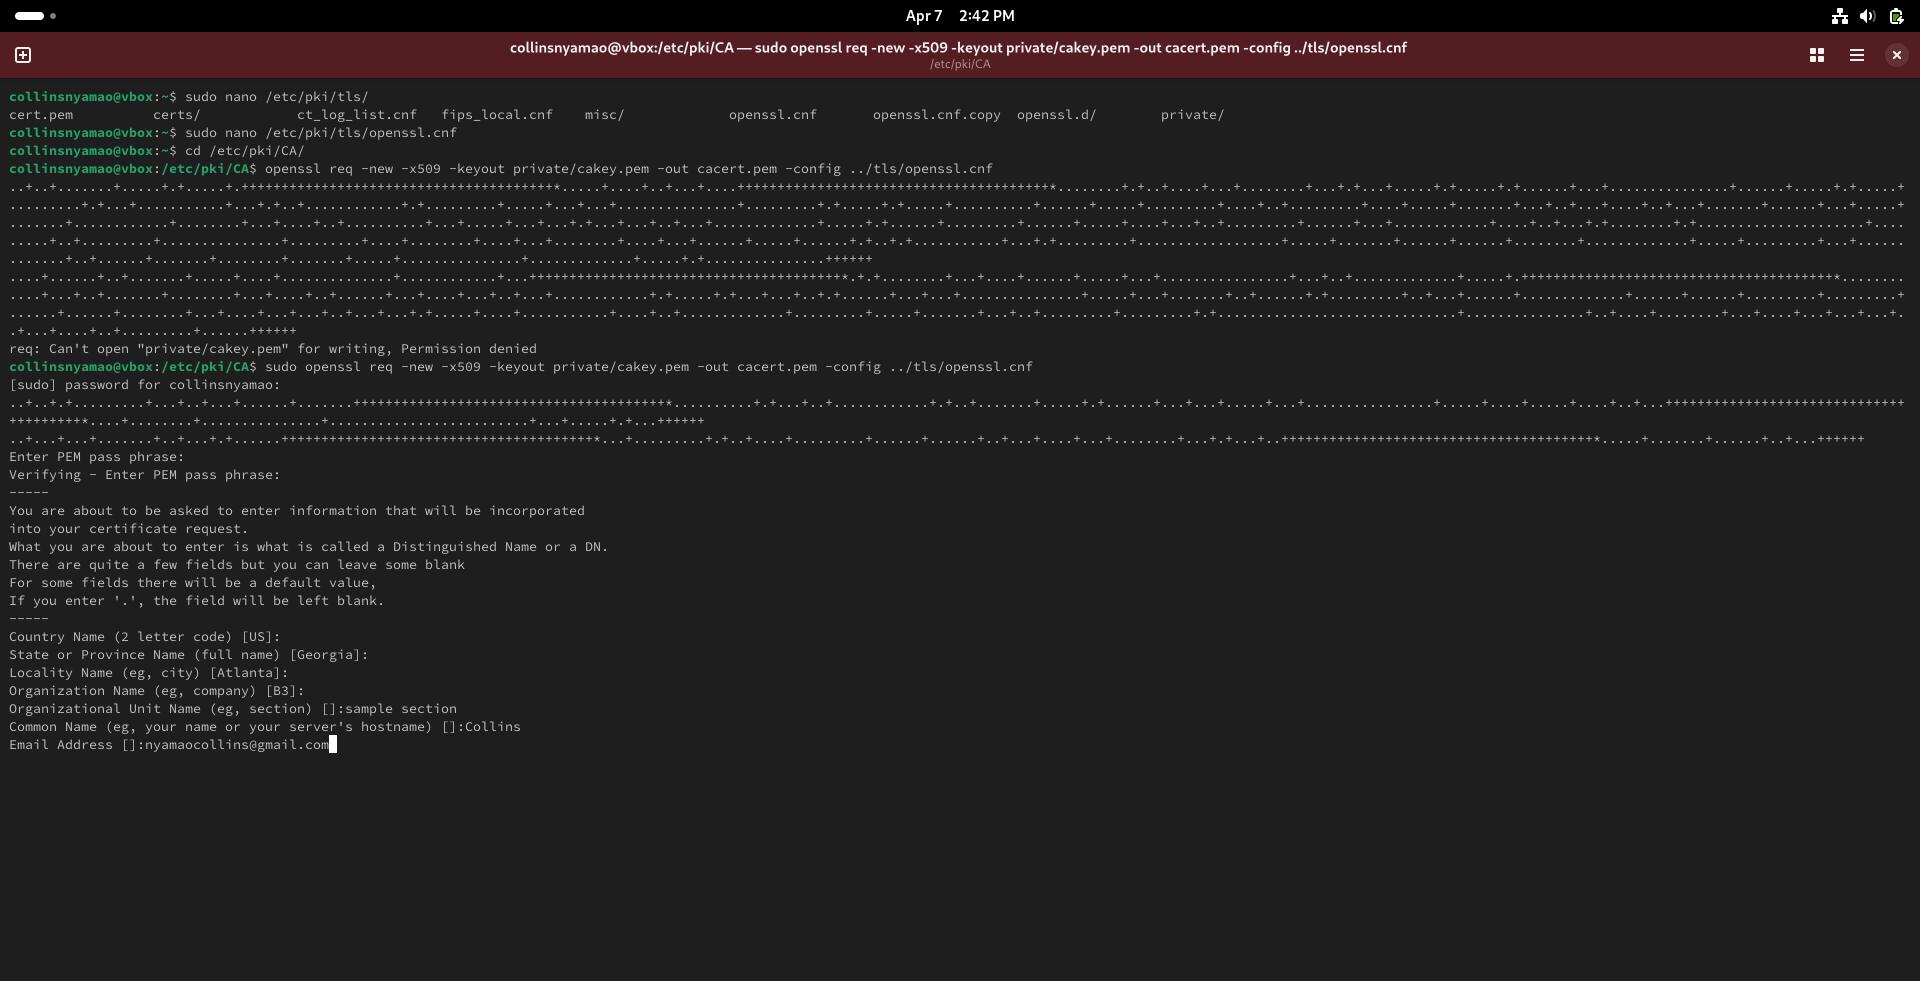 Apr 7 2:42 PM
collinsnyamao@vbox:/etc/pki/CA — sudo openssl req -new -x509 -keyout private/cakey.pem -out cacert.pem -config ../tls/openssl.cnf
/etc/pki/CA
collinsnyamao@vbox:~$ sudo nano /etc/pki/tls/
cert.pem certs/ ct_log_list.cnf fips_local.cnf misc/ openssl.cnf openssl.cnf.copy openssl.d/ private/
collinsnyamao@vbox:~$ sudo nano /etc/pki/tls/openssl.cnf
collinsnyamao@vbox:~$ cd /etc/pki/CA/
collinsnyamao@vbox:/etc/pki/CA$ openssl req -new -x509 -keyout private/cakey.pem -out cacert.pem -config ../tls/openssl.cnf
req: Can't open "private/cakey.pem" for writing, Permission denied
collinsnyamao@vbox:/etc/pki/CA$ sudo openssl req -new -x509 -keyout private/cakey.pem -out cacert.pem -config ../tls/openssl.cnf
[sudo] password for collinsnyamao:
Enter PEM pass phrase:
Verifying - Enter PEM pass phrase:
-----
You are about to be asked to enter information that will be incorporated
into your certificate request.
What you are about to enter is what is called a Distinguished Name or a DN.
There are quite a few fields but you can leave some blank
For some fields there will be a default value,
If you enter '.', the field will be left blank.
-----
Country Name (2 letter code) [US]:
State or Province Name (full name) [Georgia]:
Locality Name (eg, city) [Atlanta]:
Organization Name (eg, company) [B3]:
Organizational Unit Name (eg, section) []:sample section
Common Name (eg, your name or your server's hostname) []:Collins
Email Address []:nyamaocollins@gmail.com